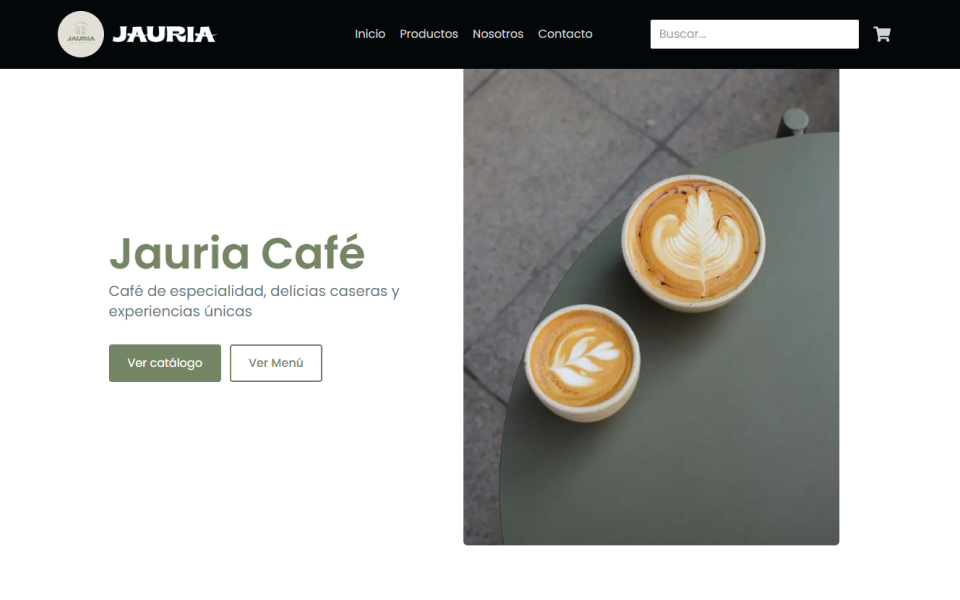 JAURIA
JAURIA
Inicio Productos Nosotros Contacto
Buscar...
Jauria Café
Café de especialidad, delicias caseras y
experiencias únicas
Ver catálogo
Ver Menú